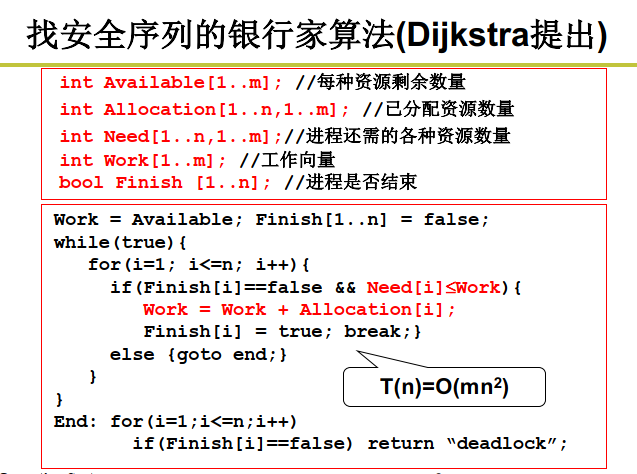 找安全序列的银行家算法(Dijkstra提出)
int Available[1..m]; //每种资源剩余数量
int Allocation[1..n,1..m]; //已分配资源数量
int Need[1..n,1..m];//进程还需的各种资源数量
int Work[1..m]; //工作向量
bool Finish [1..n]; //进程是否结束
Work = Available; Finish[1..n] = false;
while(true){
for(i=1; i<=n; i++){
if(Finish[i]==false && Need[i]≤Work){
Work = Work + Allocation[i];
Finish[i] = true; break;}
else {goto end;}
}
}
T(n)=O(mn²)
End: for(i=1;i<=n;i++)
if(Finish[i]==false) return “deadlock”;